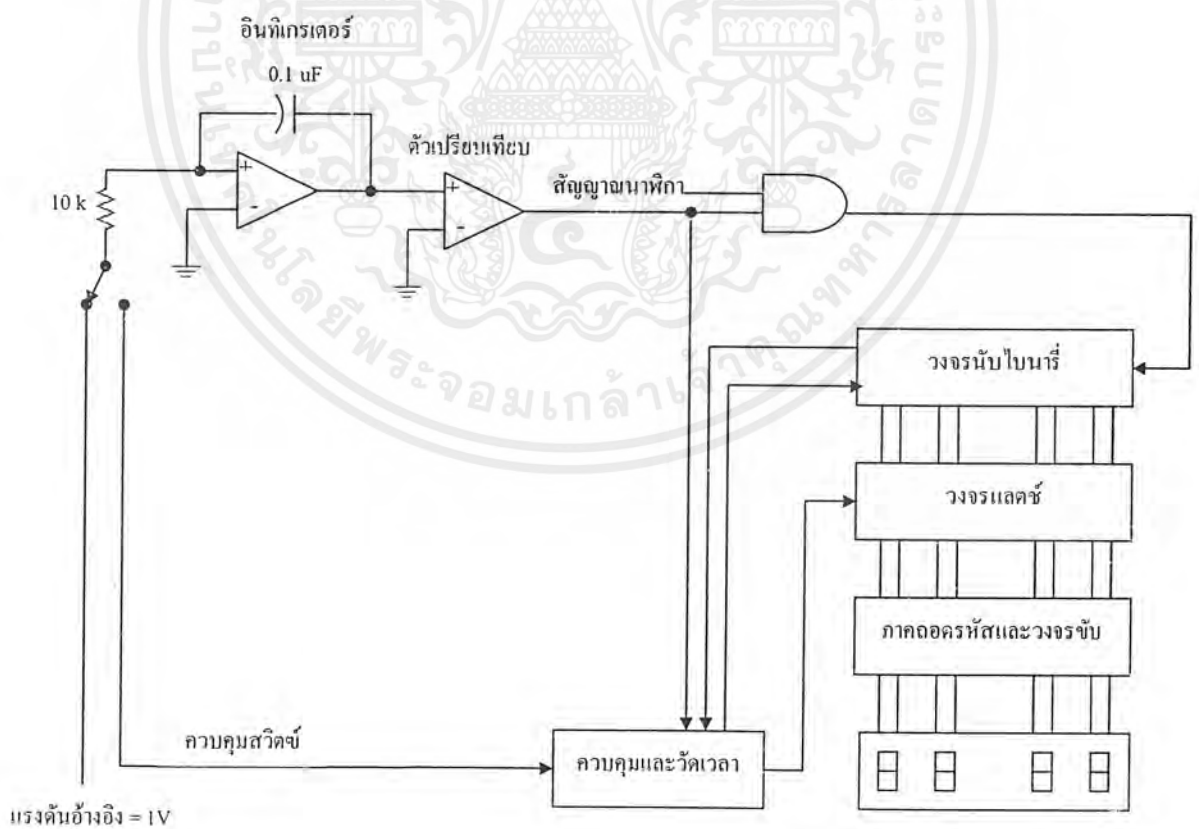 อินทิเกรเตอร์
0.1 uF
ตัวเปรียบเทียบ
10 k
+
-
+
-
สัญญาณนาฬิกา
วงจรนับไบนารี่
วงจรแลตช์
ภาคถอดรหัสและวงจรขับ
ควบคุมสวิตช์
ควบคุมและวัดเวลา
แรงดันอ้างอิง = 1V